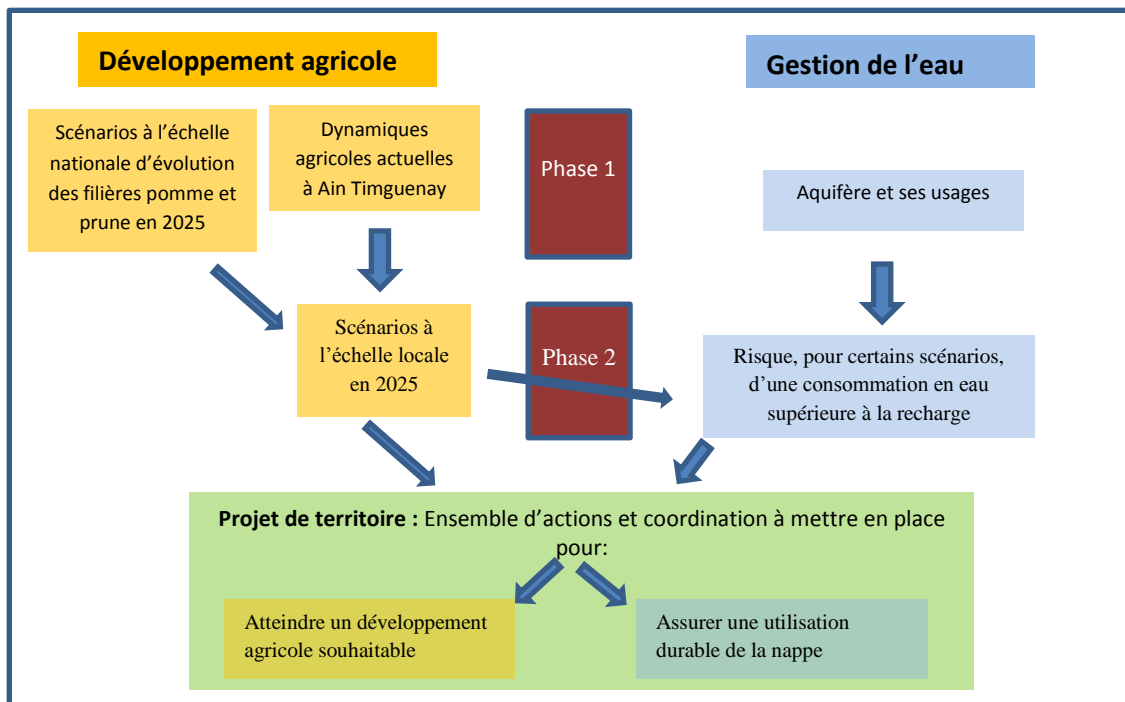 Développement agricole
Gestion de l’eau
Scénarios à l’échelle
nationale d’évolution
des filières pomme et
prune en 2025
Dynamiques
agricoles actuelles
à Ain Timguenay
Phase 1
Aquifère et ses usages
Scénarios à
l’échelle locale
en 2025
Phase 2
Risque, pour certains scénarios,
d’une consommation en eau
supérieure à la recharge
Projet de territoire : Ensemble d’actions et coordination à mettre en place
pour:
Atteindre un développement
agricole souhaitable
Assurer une utilisation
durable de la nappe